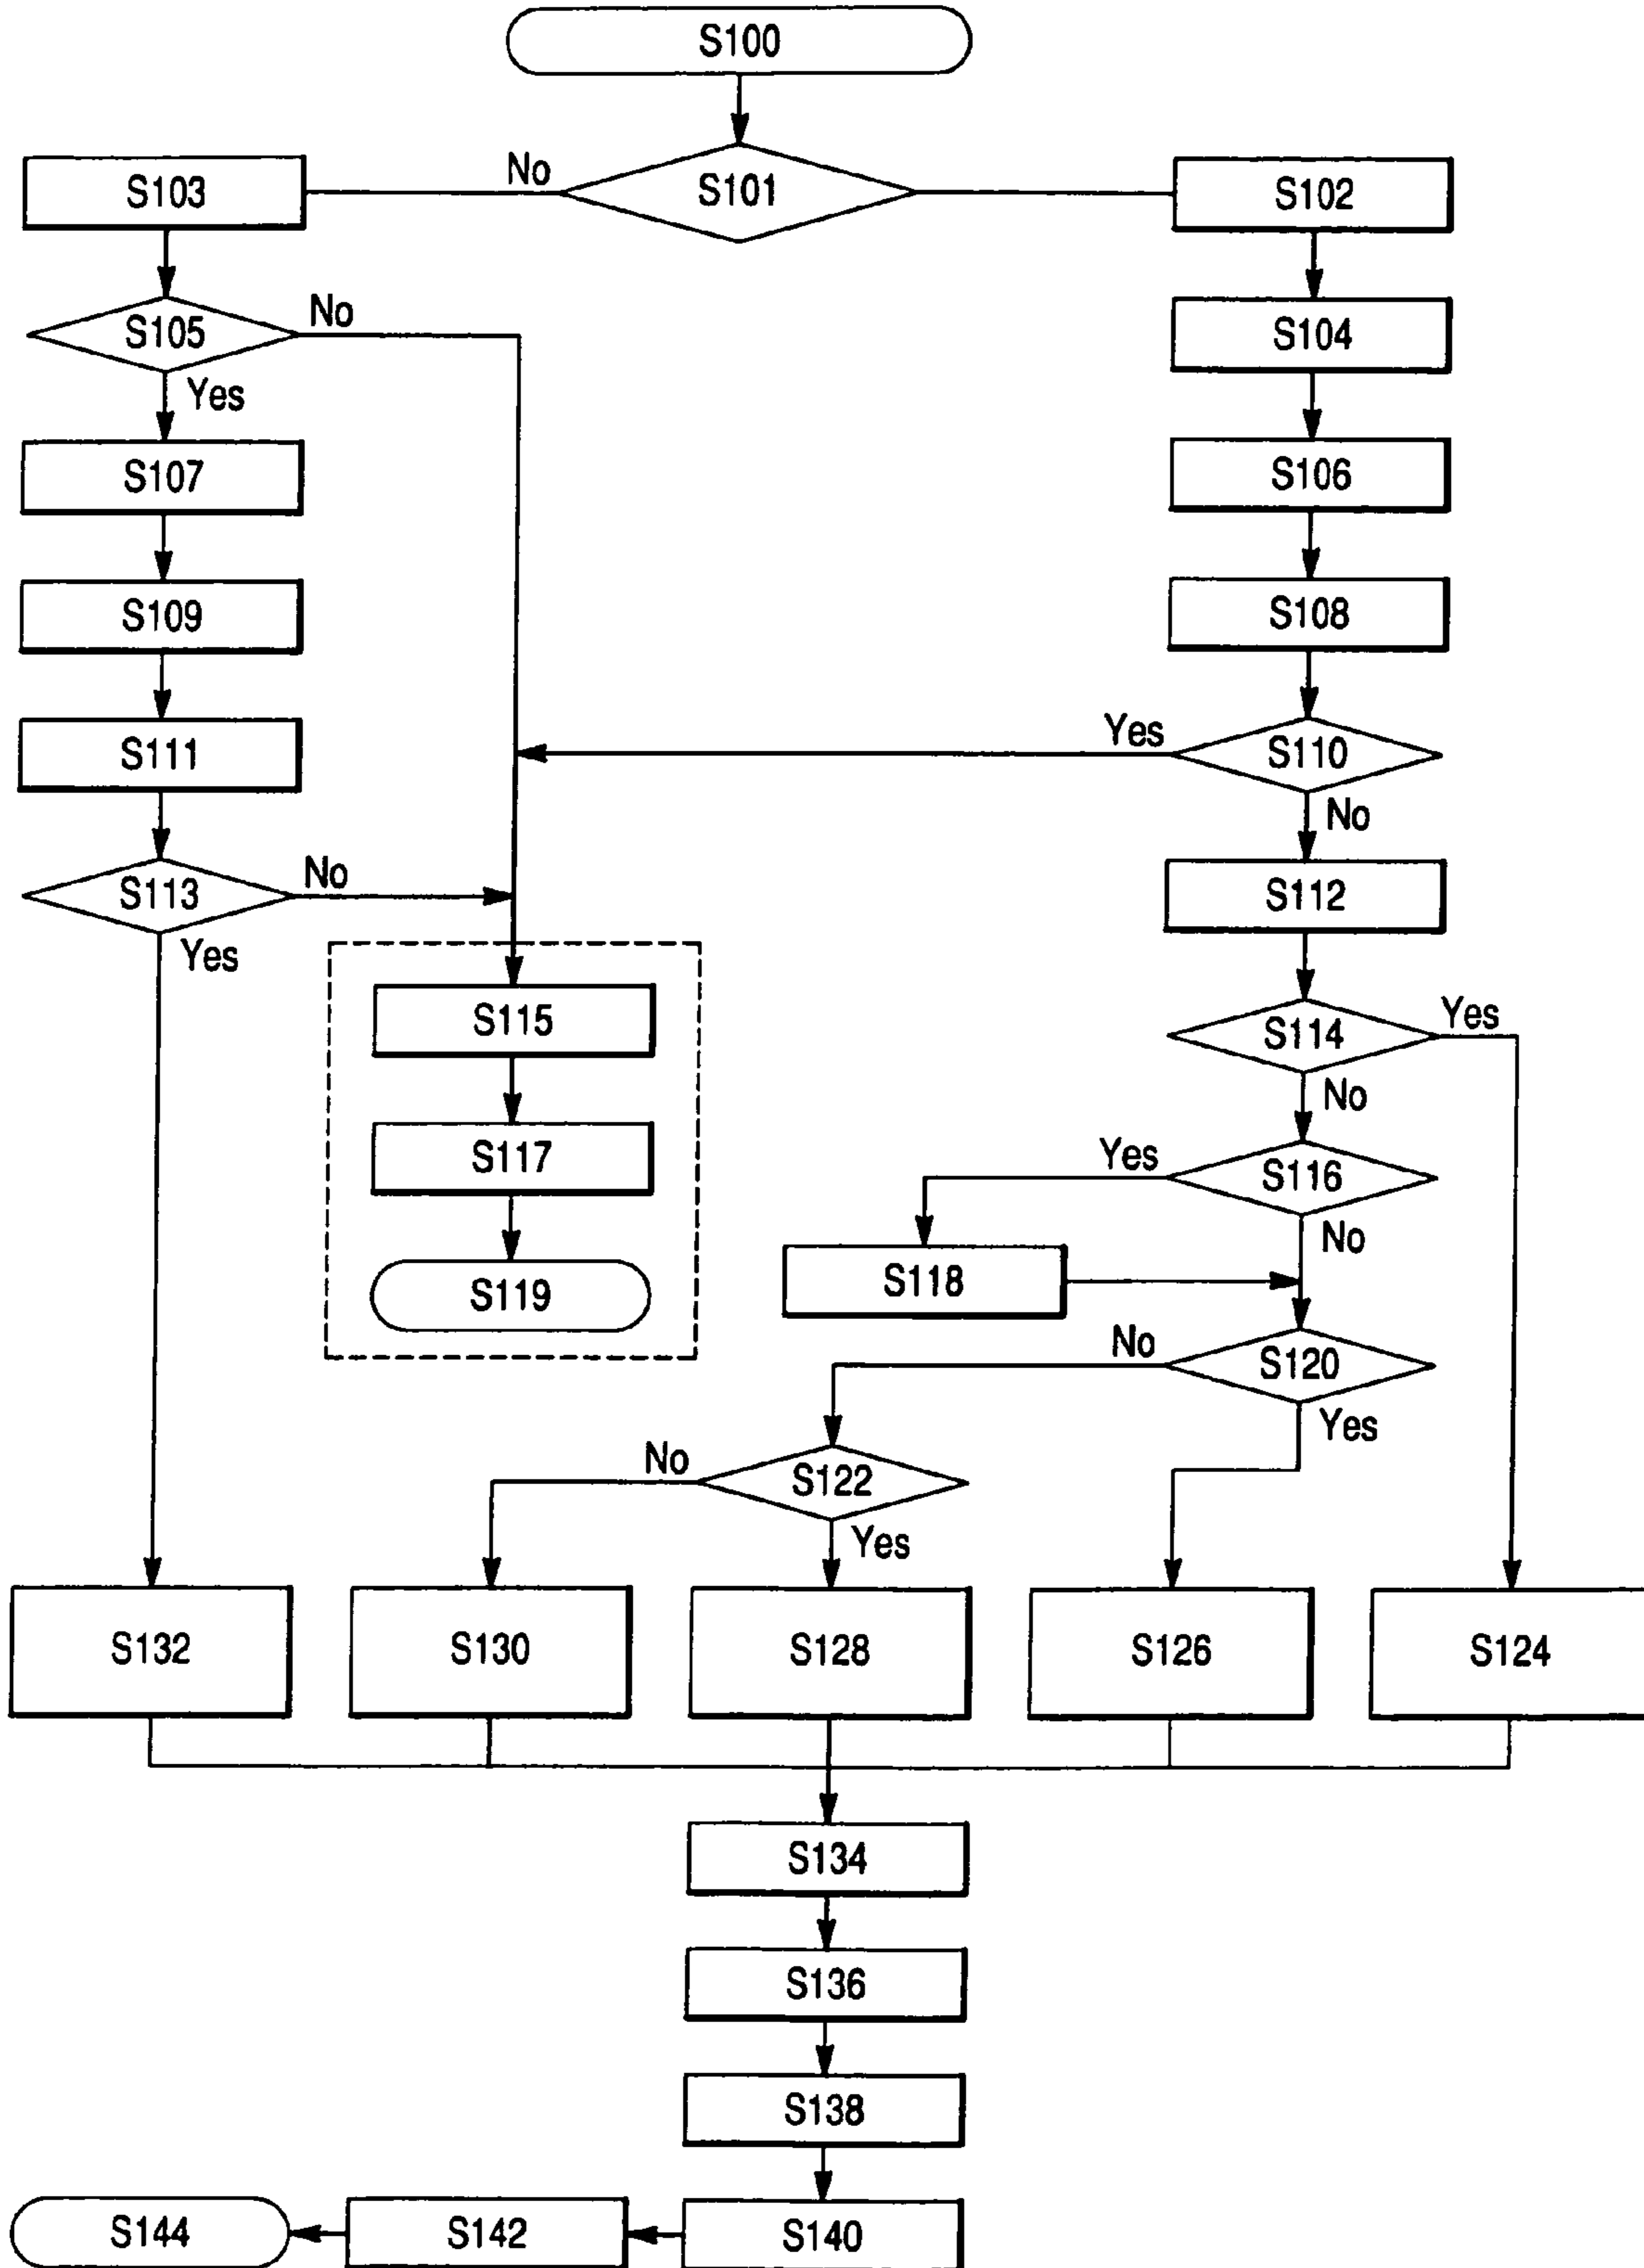 S100
No
S103
S101
S102
No
S105
S104
Yes
S107
S106
S109
S108
Yes
S111
S110
No
No
S113
S112
Yes
S115
S114
Yes
No
S117
Yes
S116
No
S118
S119
No
S120
Yes
No
S122
Yes
S132
S130
S128
S126
S124
S134
S136
S138
S144
S142
S140